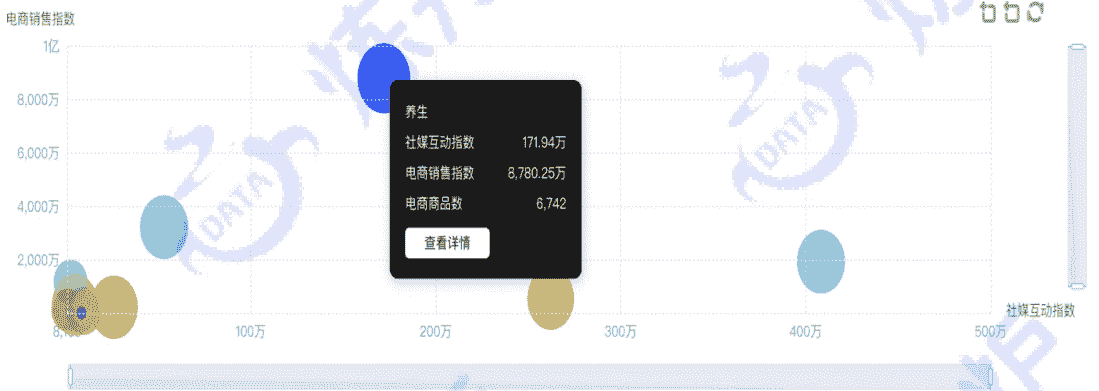 电商销售指数
1亿
8,000万
6,000万
4,000万
2,000万
养生
社媒互动指数 171.94万
电商销售指数 8,780.25万
电商商品数 6,742
查看详情
社媒互动指数
100万 200万 300万 400万 500万
DATA
DATA